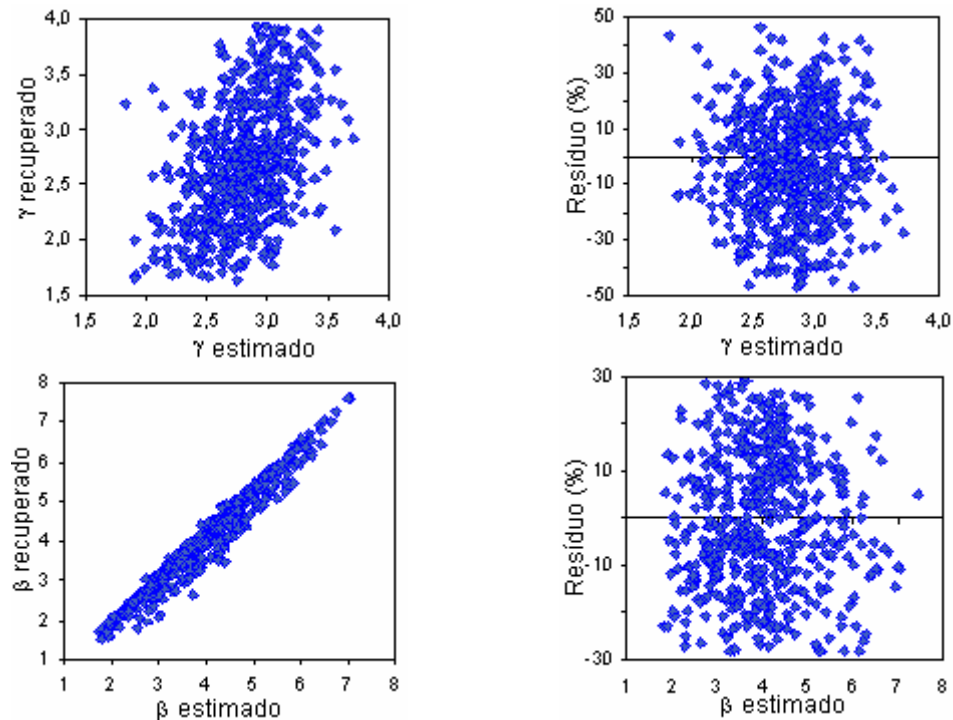 4,0
3,5
3,0
2,5
2,0
1,5
γ recuperado
1,5 2,0 2,5 3,0 3,5 4,0
γ estimado
50
30
10
-10
-30
-50
Resíduo (%)
1,5 2,0 2,5 3,0 3,5 4,0
γ estimado
8
7
6
5
4
3
2
1
β recuperado
1 2 3 4 5 6 7 8
β estimado
30
10
-10
-30
Resíduo (%)
1 2 3 4 5 6 7 8
β estimado